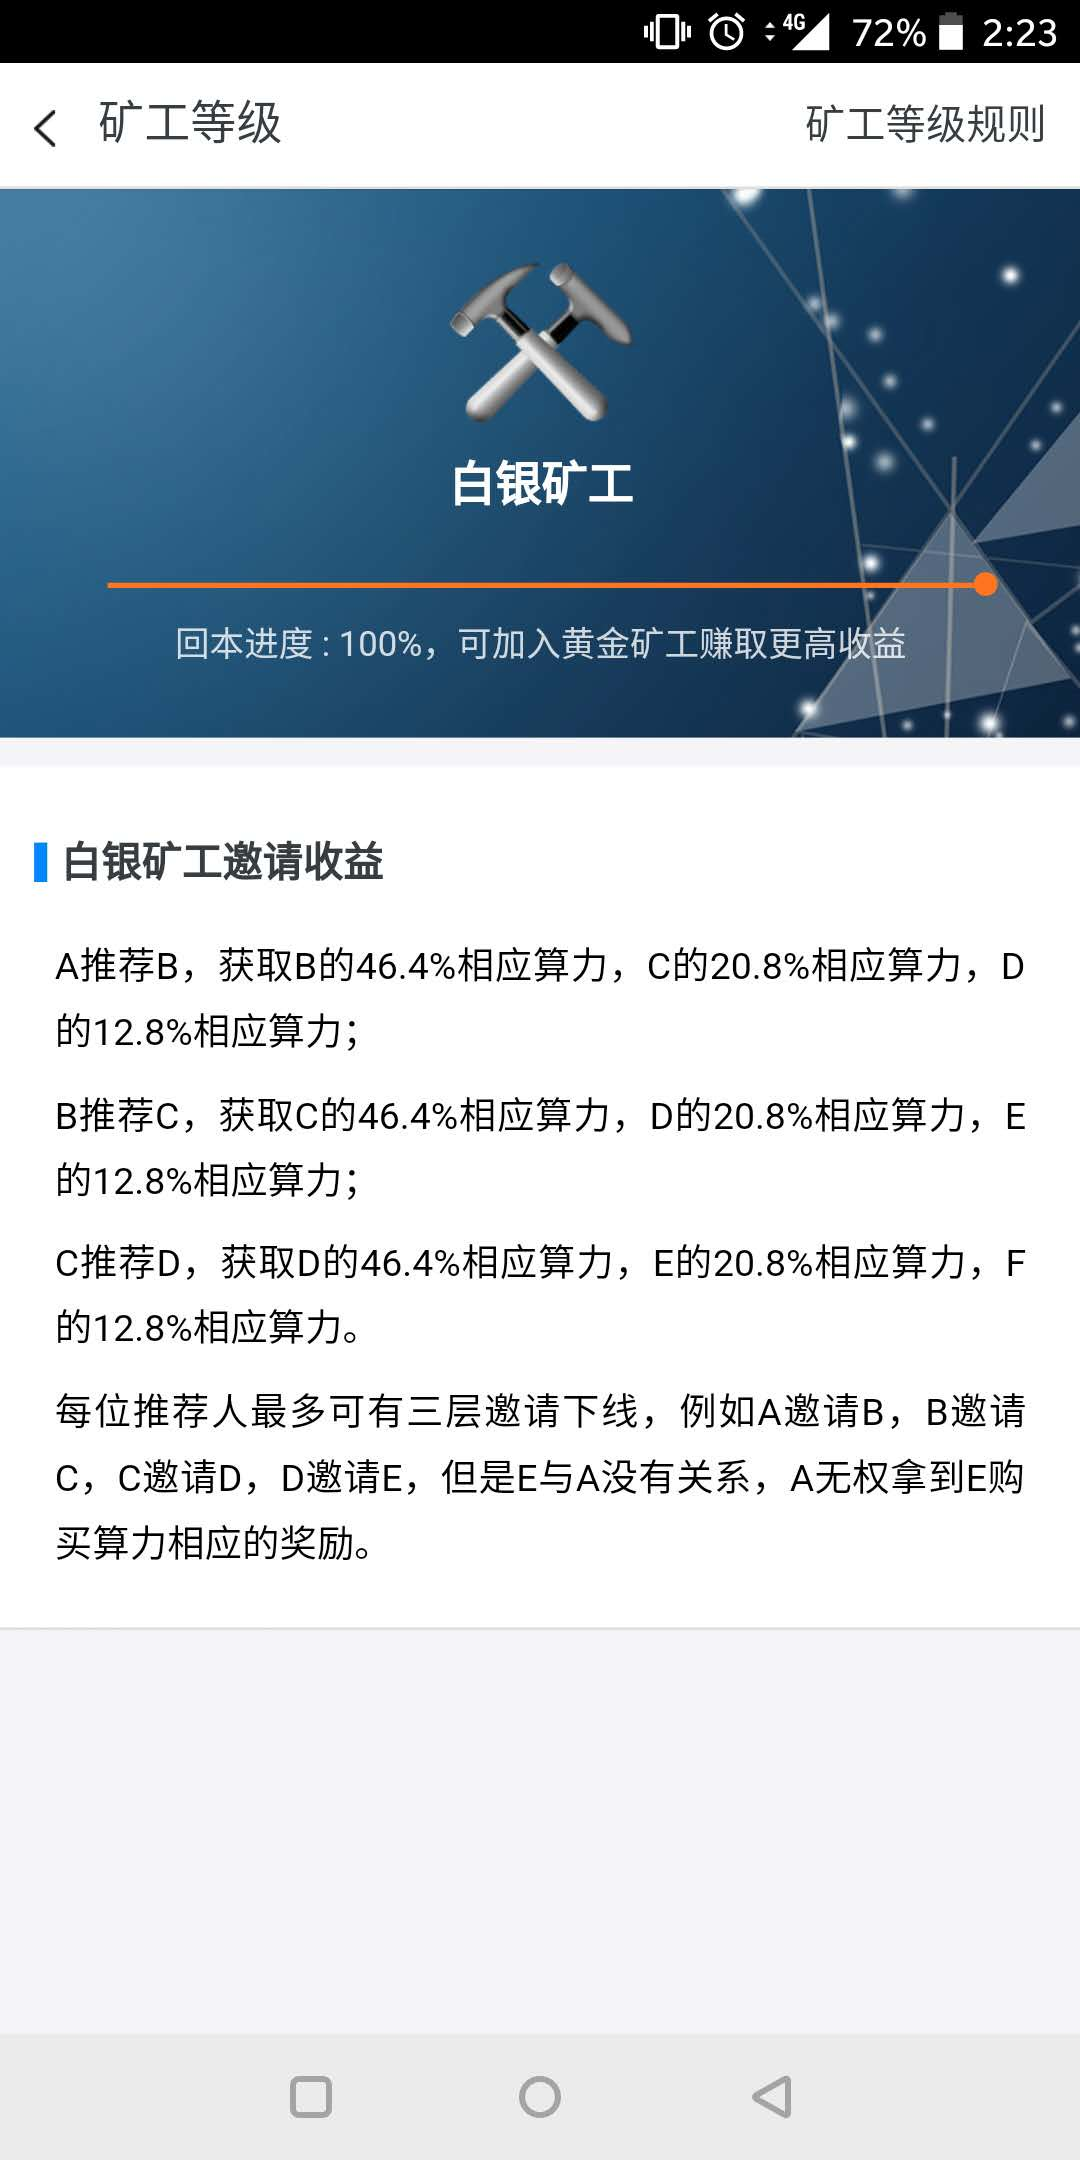 4G 72% 2:23
矿工等级 矿工等级规则
白银矿工
回本进度 : 100%，可加入黄金矿工赚取更高收益
白银矿工邀请收益
A推荐B，获取B的46.4%相应算力，C的20.8%相应算力，D
的12.8%相应算力；
B推荐C，获取C的46.4%相应算力，D的20.8%相应算力，E
的12.8%相应算力；
C推荐D，获取D的46.4%相应算力，E的20.8%相应算力，F
的12.8%相应算力。
每位推荐人最多可有三层邀请下线，例如A邀请B，B邀请
C，C邀请D，D邀请E，但是E与A没有关系，A无权拿到E购
买算力相应的奖励。